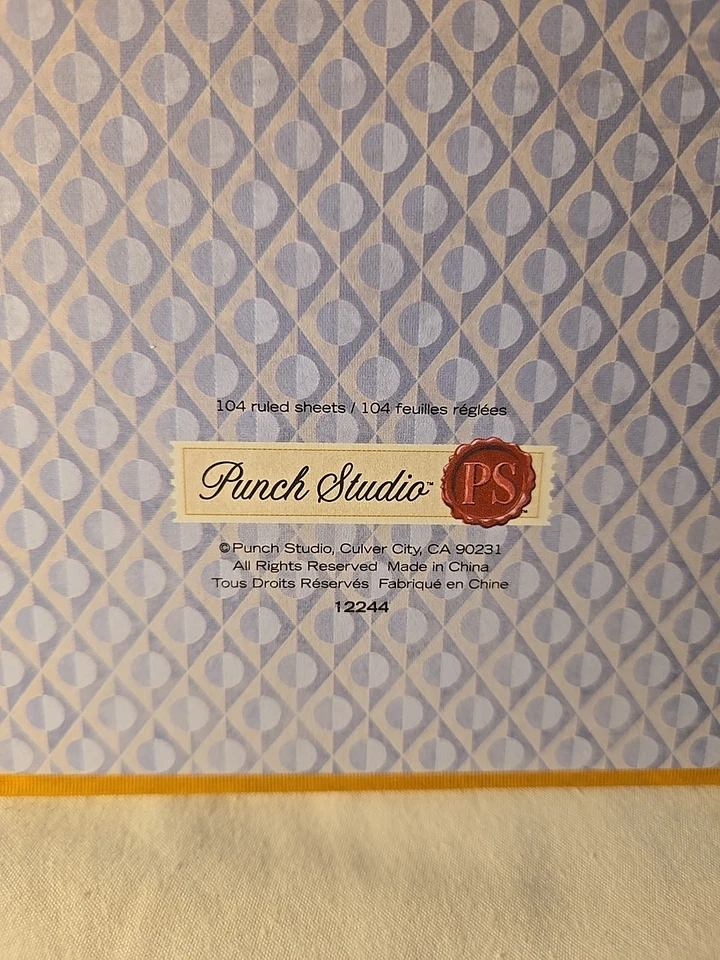 104 ruled sheets / 104 feuilles réglées
Punch Studio™ PS™
©Punch Studio, Culver City, CA 90231
All Rights Reserved Made in China
Tous Droits Réservés Fabriqué en Chine
12244